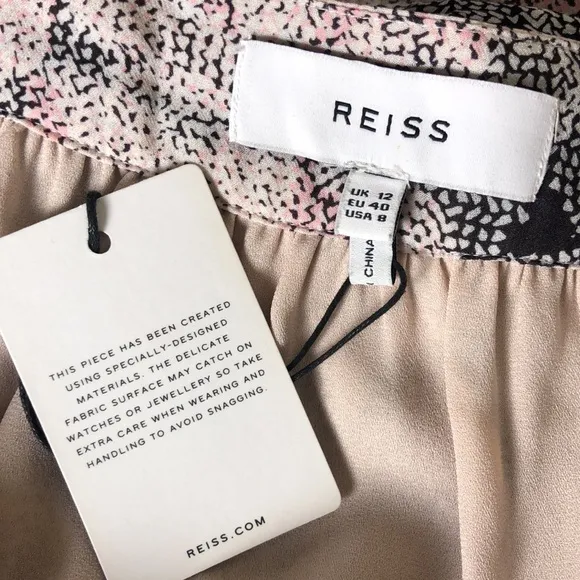 REISS
UK 12
EU 40
USA 8
CHINA
THIS PIECE HAS BEEN CREATED
USING SPECIALLY-DESIGNED
MATERIALS. THE DELICATE
FABRIC SURFACE MAY CATCH ON
WATCHES OR JEWELLERY SO TAKE
EXTRA CARE WHEN WEARING AND
HANDLING TO AVOID SNAGGING.
REISS.COM